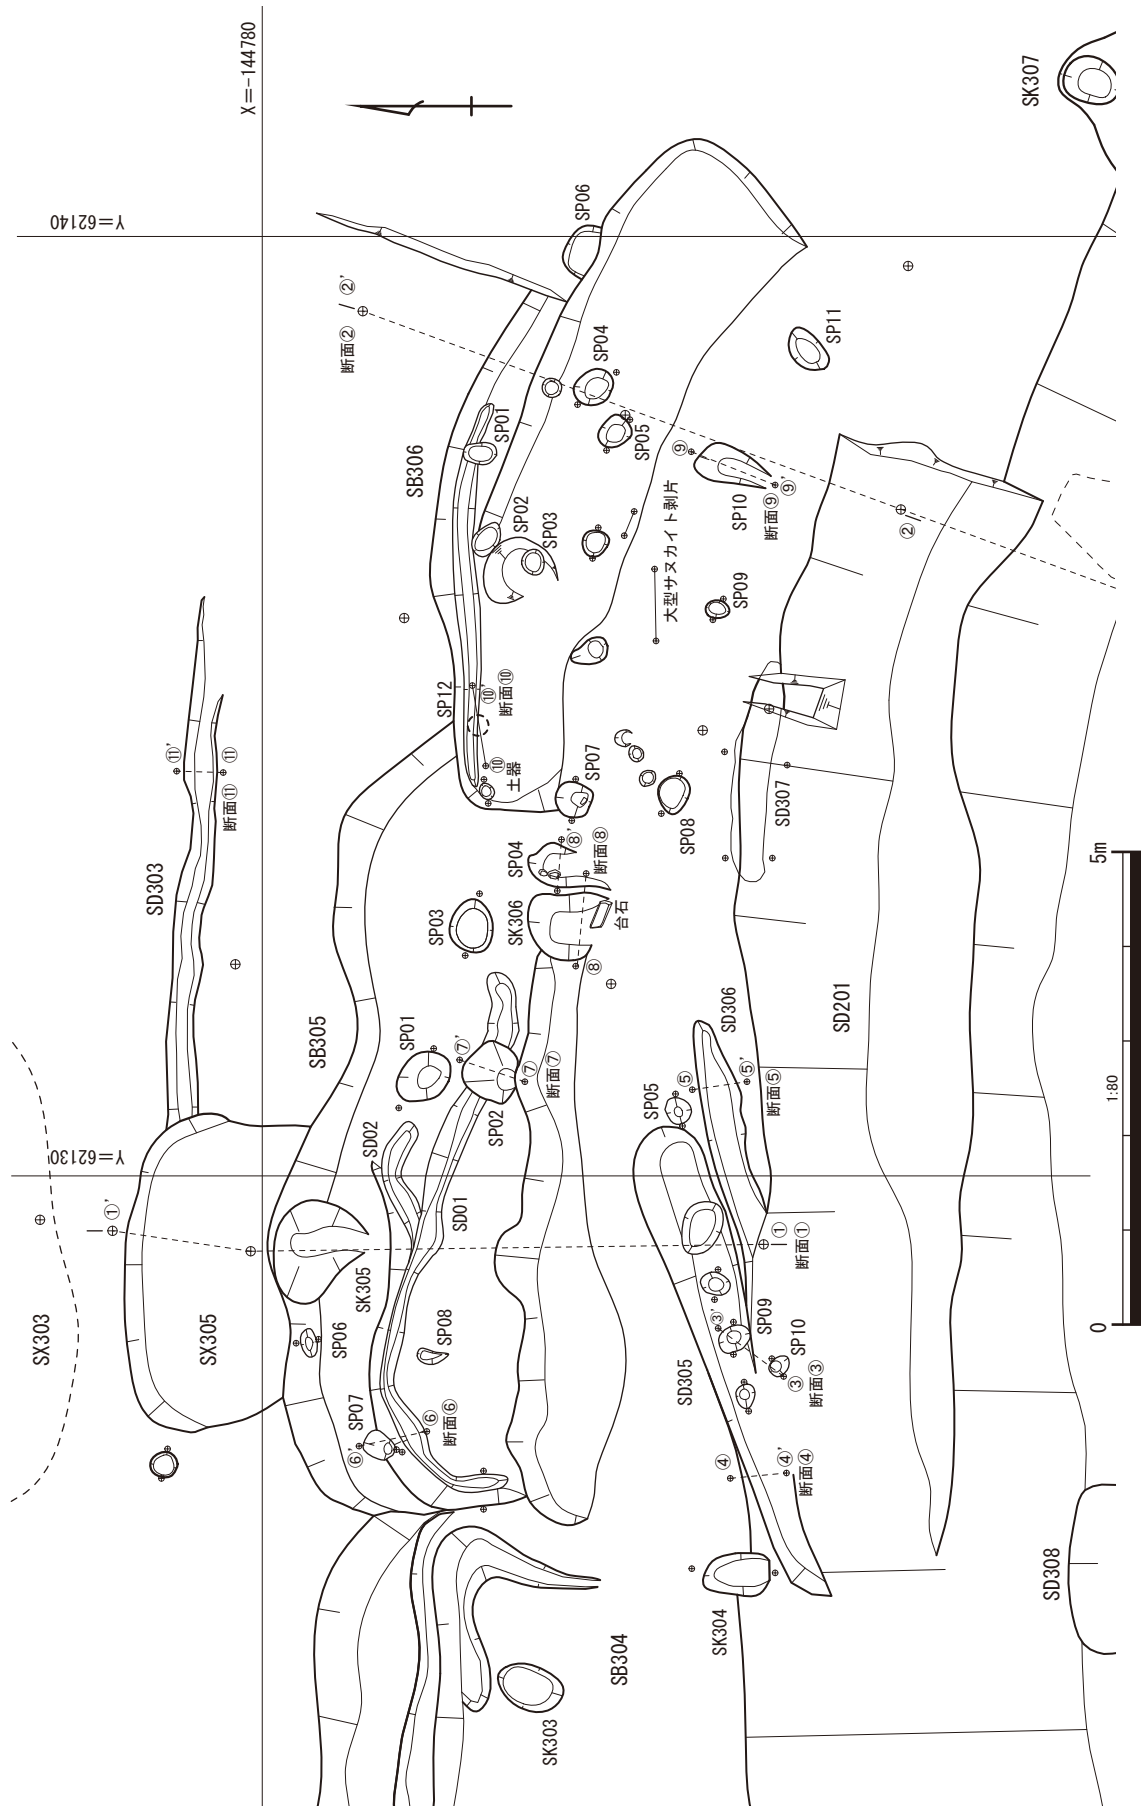 X=-144780
Y=62140
Y=62130
SK307
SP06
②'
断面②
SP04
SP11
SP01
SB306
SP05
⑨
⑨'
断面⑨
SP10
SP02
SP03
大型サヌカイト剥片
SP09
②
SP12
⑩'
断面⑩
⑩
土器
SD303
⑪'
⑪
断面⑪
SP07
SP08
SD307
5m
SP04
⑧'
断面⑧
SP03
SK306
台石
⑧
SD306
SD201
SB305
SP01
⑦'
⑦
断面⑦
SP02
SP05
⑤
⑤'
断面⑤
1:80
SD02
SD01
①'
①
断面①
SX303
SX305
SK305
SP06
SP08
③'
SP09
SP10
③
断面③
0
SD305
SP07
⑥'
⑥
断面⑥
④
④'
断面④
SK304
SD308
SB304
SK303